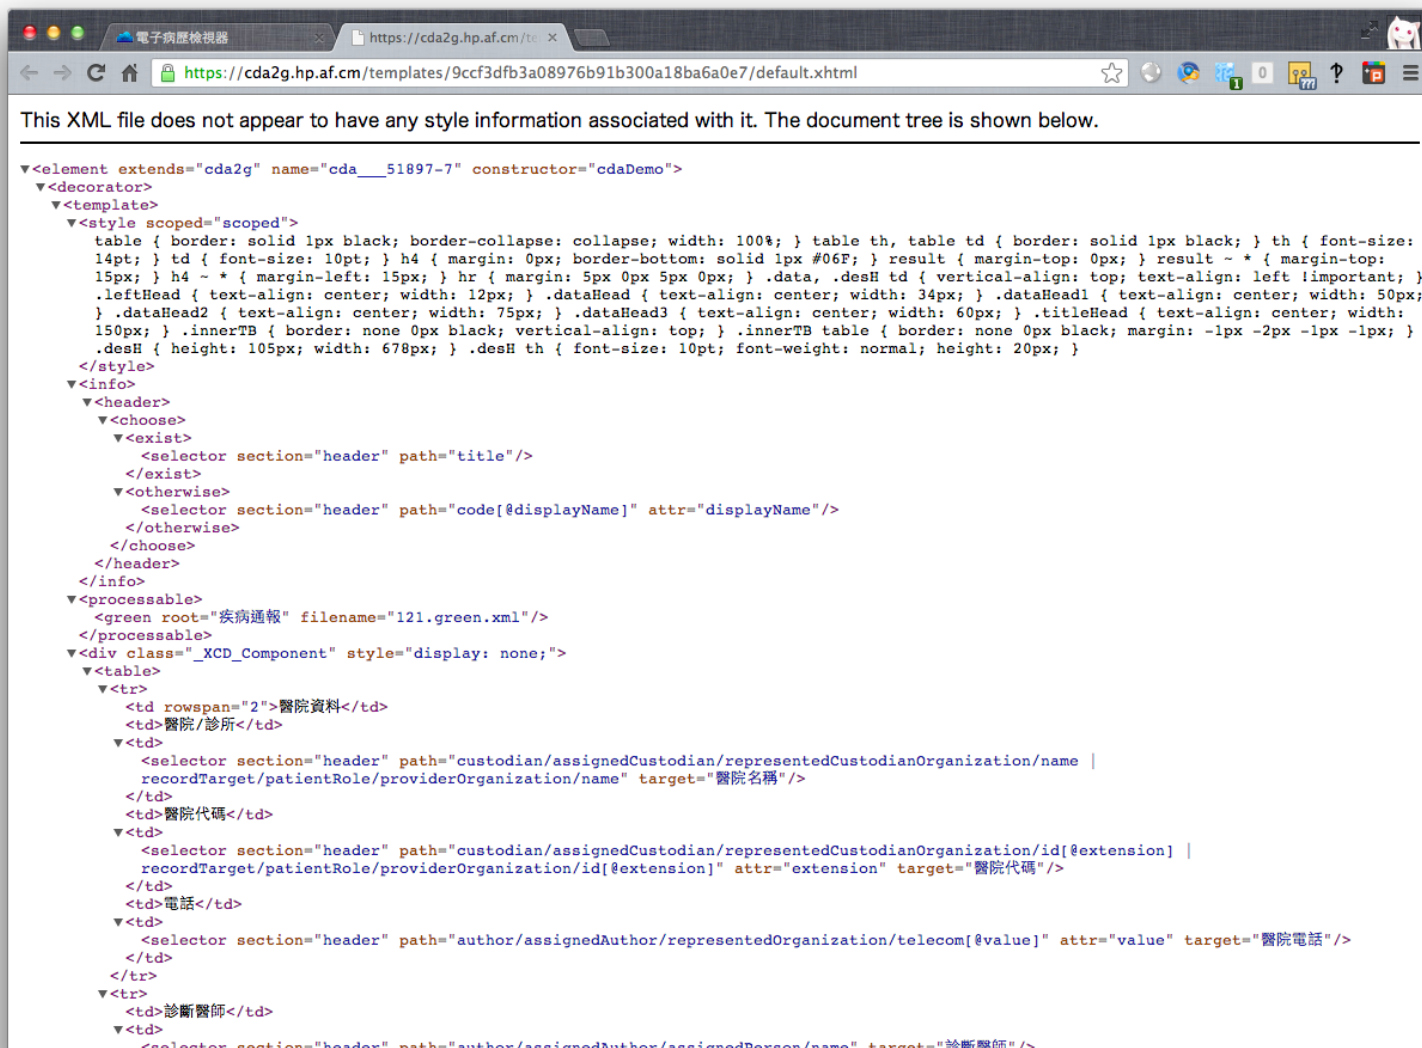 電子病歷檢視器
https://cda2g.hp.af.cm/te
https://cda2g.hp.af.cm/templates/9ccf3dfb3a08976b91b300a18ba6a0e7/default.xhtml
This XML file does not appear to have any style information associated with it. The document tree is shown below.
▼<element extends="cda2g" name="cda___51897-7" constructor="cdaDemo">
▼<decorator>
▼<template>
▼<style scoped="scoped">
table { border: solid 1px black; border-collapse: collapse; width: 100%; } table th, table td { border: solid 1px black; } th { font-size:
14pt; } td { font-size: 10pt; } h4 { margin: 0px; border-bottom: solid 1px #06F; } result { margin-top: 0px; } result ~ * { margin-top:
15px; } h4 ~ * { margin-left: 15px; } hr { margin: 5px 0px 5px 0px; } .data, .desH td { vertical-align: top; text-align: left !important; }
.leftHead { text-align: center; width: 12px; } .dataHead { text-align: center; width: 34px; } .dataHead1 { text-align: center; width: 50px;
} .dataHead2 { text-align: center; width: 75px; } .dataHead3 { text-align: center; width: 60px; } .titleHead { text-align: center; width:
150px; } .innerTB { border: none 0px black; vertical-align: top; } .innerTB table { border: none 0px black; margin: -1px -2px -1px -1px; }
.desH { height: 105px; width: 678px; } .desH th { font-size: 10pt; font-weight: normal; height: 20px; }
</style>
▼<info>
▼<header>
▼<choose>
▼<exist>
<selector section="header" path="title"/>
</exist>
▼<otherwise>
<selector section="header" path="code[@displayName]" attr="displayName"/>
</otherwise>
</choose>
</header>
</info>
▼<processable>
<green root="疾病通報" filename="121.green.xml"/>
</processable>
▼<div class="_XCD_Component" style="display: none;">
▼<table>
▼<tr>
<td rowspan="2">醫院資料</td>
<td>醫院/診所</td>
▼<td>
<selector section="header" path="custodian/assignedCustodian/representedCustodianOrganization/name |
recordTarget/patientRole/providerOrganization/name" target="醫院名稱"/>
</td>
<td>醫院代碼</td>
▼<td>
<selector section="header" path="custodian/assignedCustodian/representedCustodianOrganization/id[@extension] |
recordTarget/patientRole/providerOrganization/id[@extension]" attr="extension" target="醫院代碼"/>
</td>
<td>電話</td>
▼<td>
<selector section="header" path="author/assignedAuthor/representedOrganization/telecom[@value]" attr="value" target="醫院電話"/>
</td>
</tr>
▼<tr>
<td>診斷醫師</td>
▼<td>
<selector section="header" path="author/assignedAuthor/assignedPerson/name" target="診斷醫師"/>